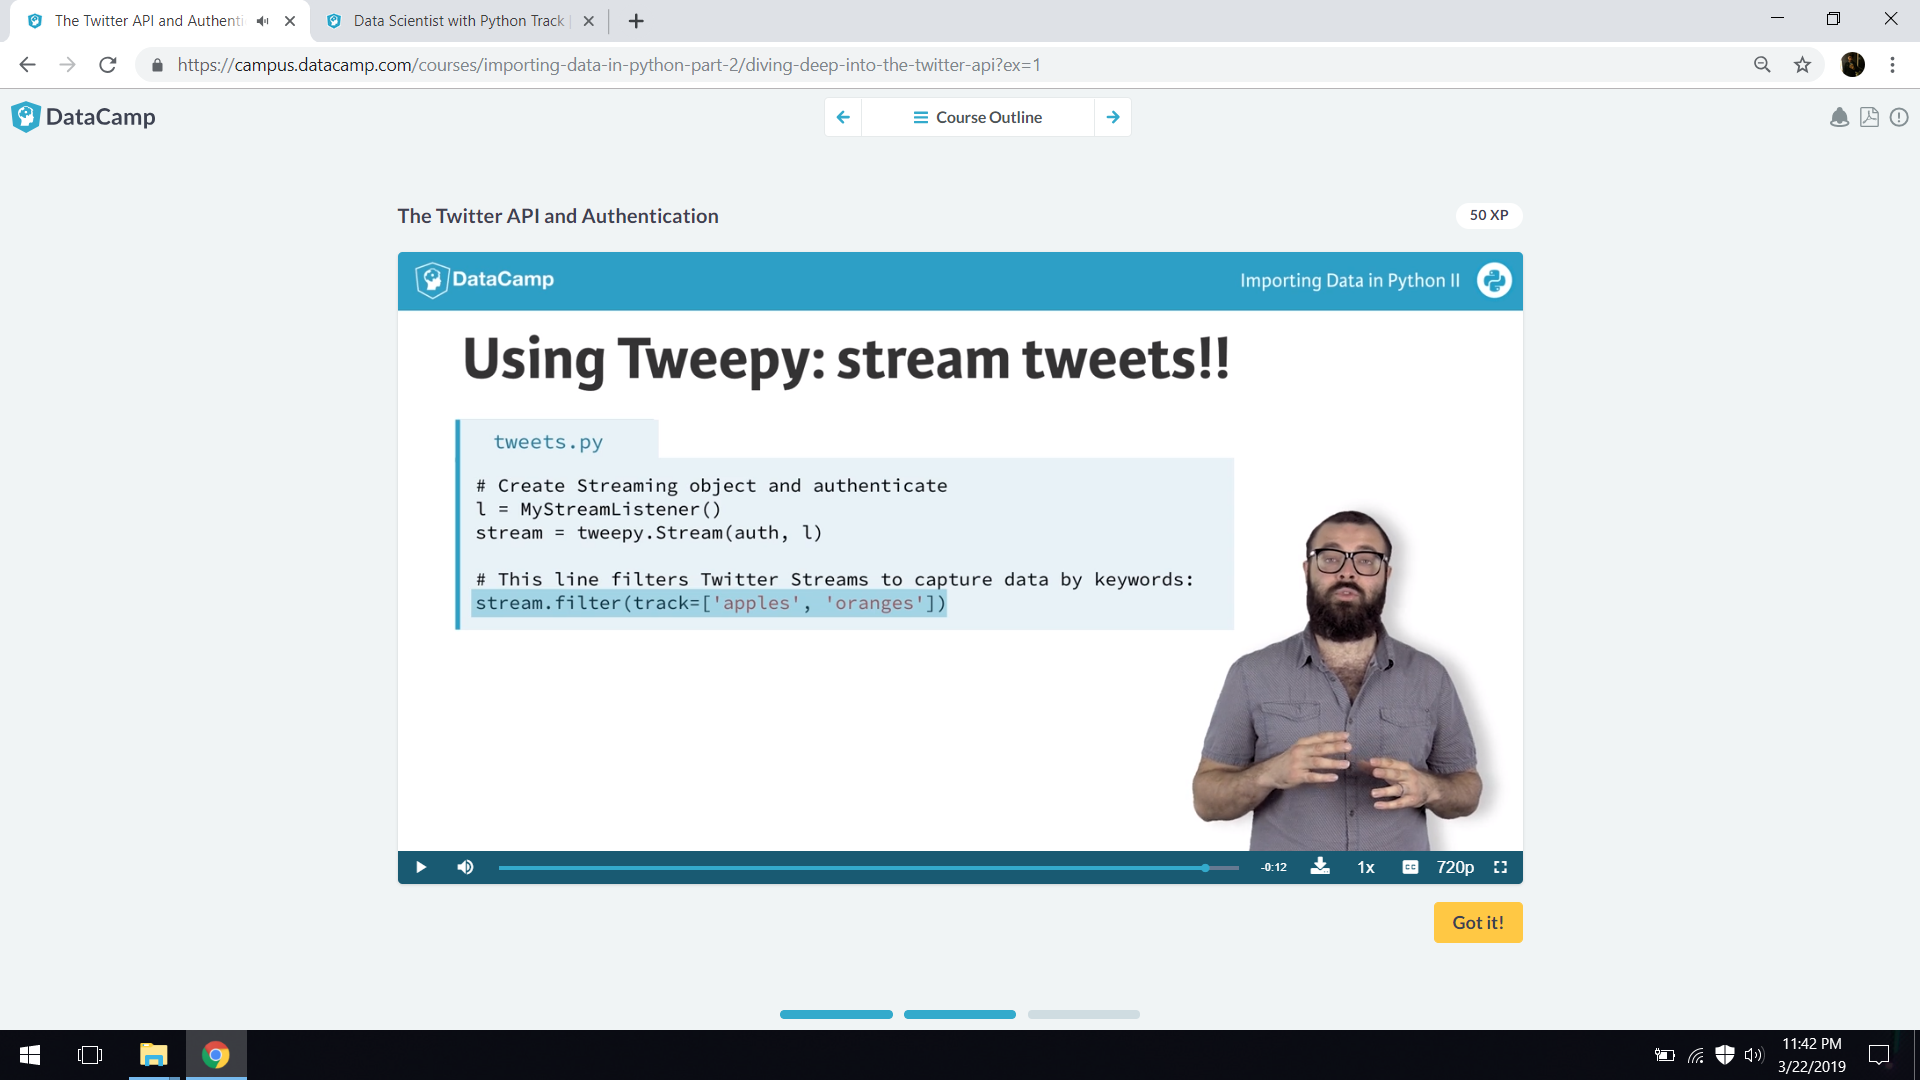 The Twitter API and Authenti
Data Scientist with Python Track
https://campus.datacamp.com/courses/importing-data-in-python-part-2/diving-deep-into-the-twitter-api?ex=1
DataCamp
Course Outline
The Twitter API and Authentication
50 XP
DataCamp
Importing Data in Python II
Using Tweepy: stream tweets!!
tweets.py
# Create Streaming object and authenticate
l = MyStreamListener()
stream = tweepy.Stream(auth, l)
# This line filters Twitter Streams to capture data by keywords:
stream.filter(track=['apples', 'oranges'])
-0:12
1x
CC
720p
Got it!
11:42 PM
3/22/2019